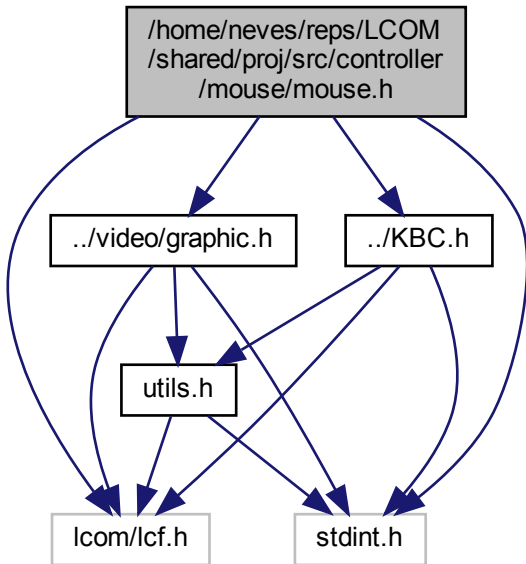 /home/neves/reps/LCOM
/shared/proj/src/controller
/mouse/mouse.h
../video/graphic.h
../KBC.h
utils.h
lcom/lcf.h
stdint.h